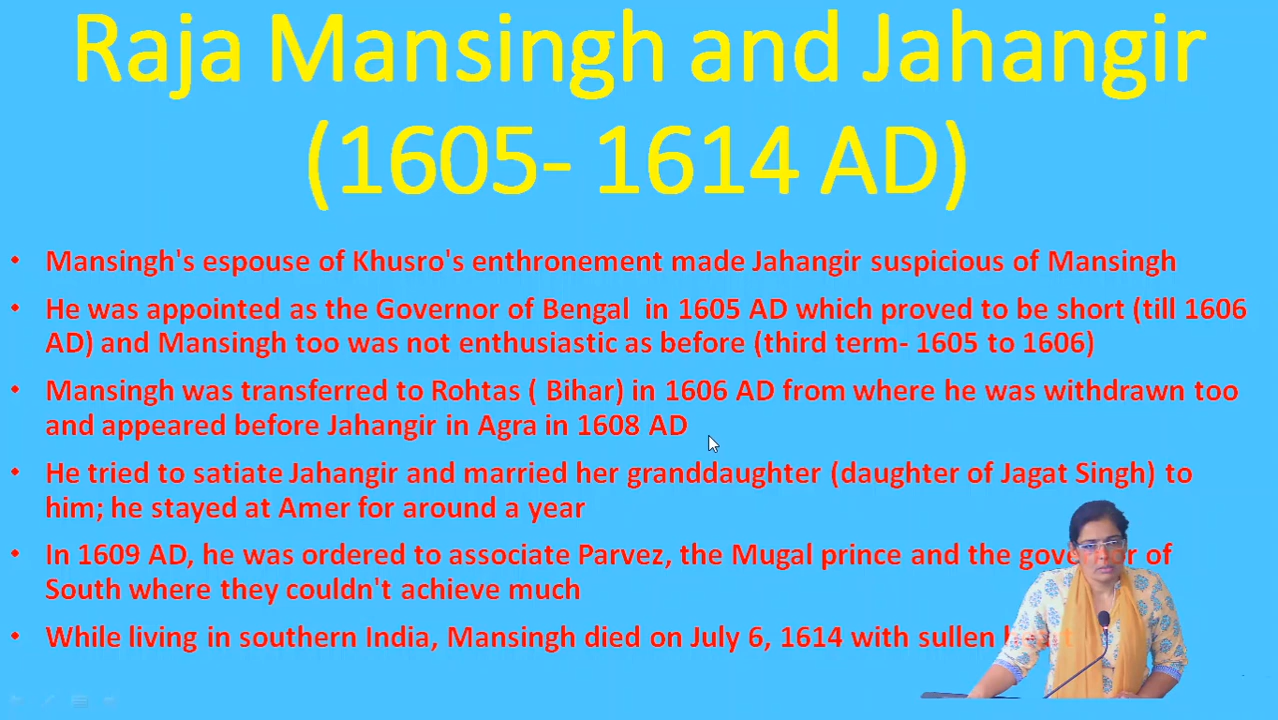 Raja Mansingh and Jahangir
(1605- 1614 AD)
• Mansingh's espouse of Khusro's enthronement made Jahangir suspicious of Mansingh
• He was appointed as the Governor of Bengal in 1605 AD which proved to be short (till 1606
AD) and Mansingh too was not enthusiastic as before (third term- 1605 to 1606)
• Mansingh was transferred to Rohtas ( Bihar) in 1606 AD from where he was withdrawn too
and appeared before Jahangir in Agra in 1608 AD
• He tried to satiate Jahangir and married her granddaughter (daughter of Jagat Singh) to
him; he stayed at Amer for around a year
• In 1609 AD, he was ordered to associate Parvez, the Mugal prince and the of
South where they couldn't achieve much
• While living in southern India, Mansingh died on July 6, 1614 with sullen